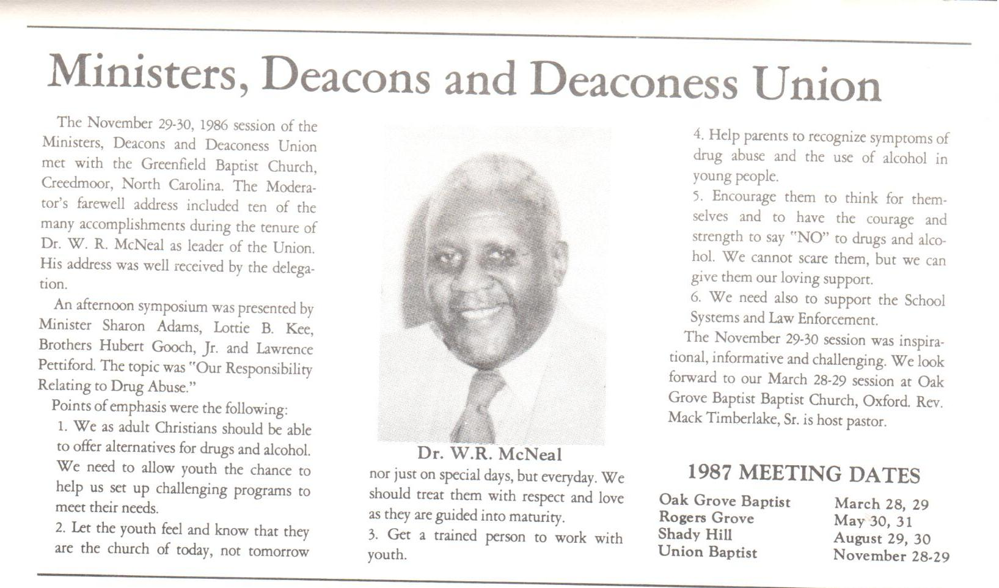 Ministers, Deacons and Deaconess Union
The November 29-30, 1986 session of the
Ministers, Deacons and Deaconess Union
met with the Greenfield Baptist Church,
Creedmoor, North Carolina. The Modera-
tor's farewell address included ten of the
many accomplishments during the tenure of
Dr. W. R. McNeal as leader of the Union.
His address was well received by the delega-
tion.
An afternoon symposium was presented by
Minister Sharon Adams, Lottie B. Kee,
Brothers Hubert Gooch, Jr. and Lawrence
Pettiford. The topic was "Our Responsibility
Relating to Drug Abuse."
Points of emphasis were the following:
1. We as adult Christians should be able
to offer alternatives for drugs and alcohol.
We need to allow youth the chance to
help us set up challenging programs to
meet their needs.
2. Let the youth feel and know that they
are the church of today, not tomorrow
Dr. W.R. McNeal
nor just on special days, but everyday. We
should treat them with respect and love
as they are guided into maturity.
3. Get a trained person to work with
youth.
4. Help parents to recognize symptoms of
drug abuse and the use of alcohol in
young people.
5. Encourage them to think for them-
selves and to have the courage and
strength to say "NO" to drugs and alco-
hol. We cannot scare them, but we can
give them our loving support.
6. We need also to support the School
Systems and Law Enforcement.
The November 29-30 session was inspira-
tional, informative and challenging. We look
forward to our March 28-29 session at Oak
Grove Baptist Baptist Church, Oxford. Rev.
Mack Timberlake, Sr. is host pastor.
1987 MEETING DATES
Oak Grove Baptist March 28, 29
Rogers Grove May 30, 31
Shady Hill August 29, 30
Union Baptist November 28-29